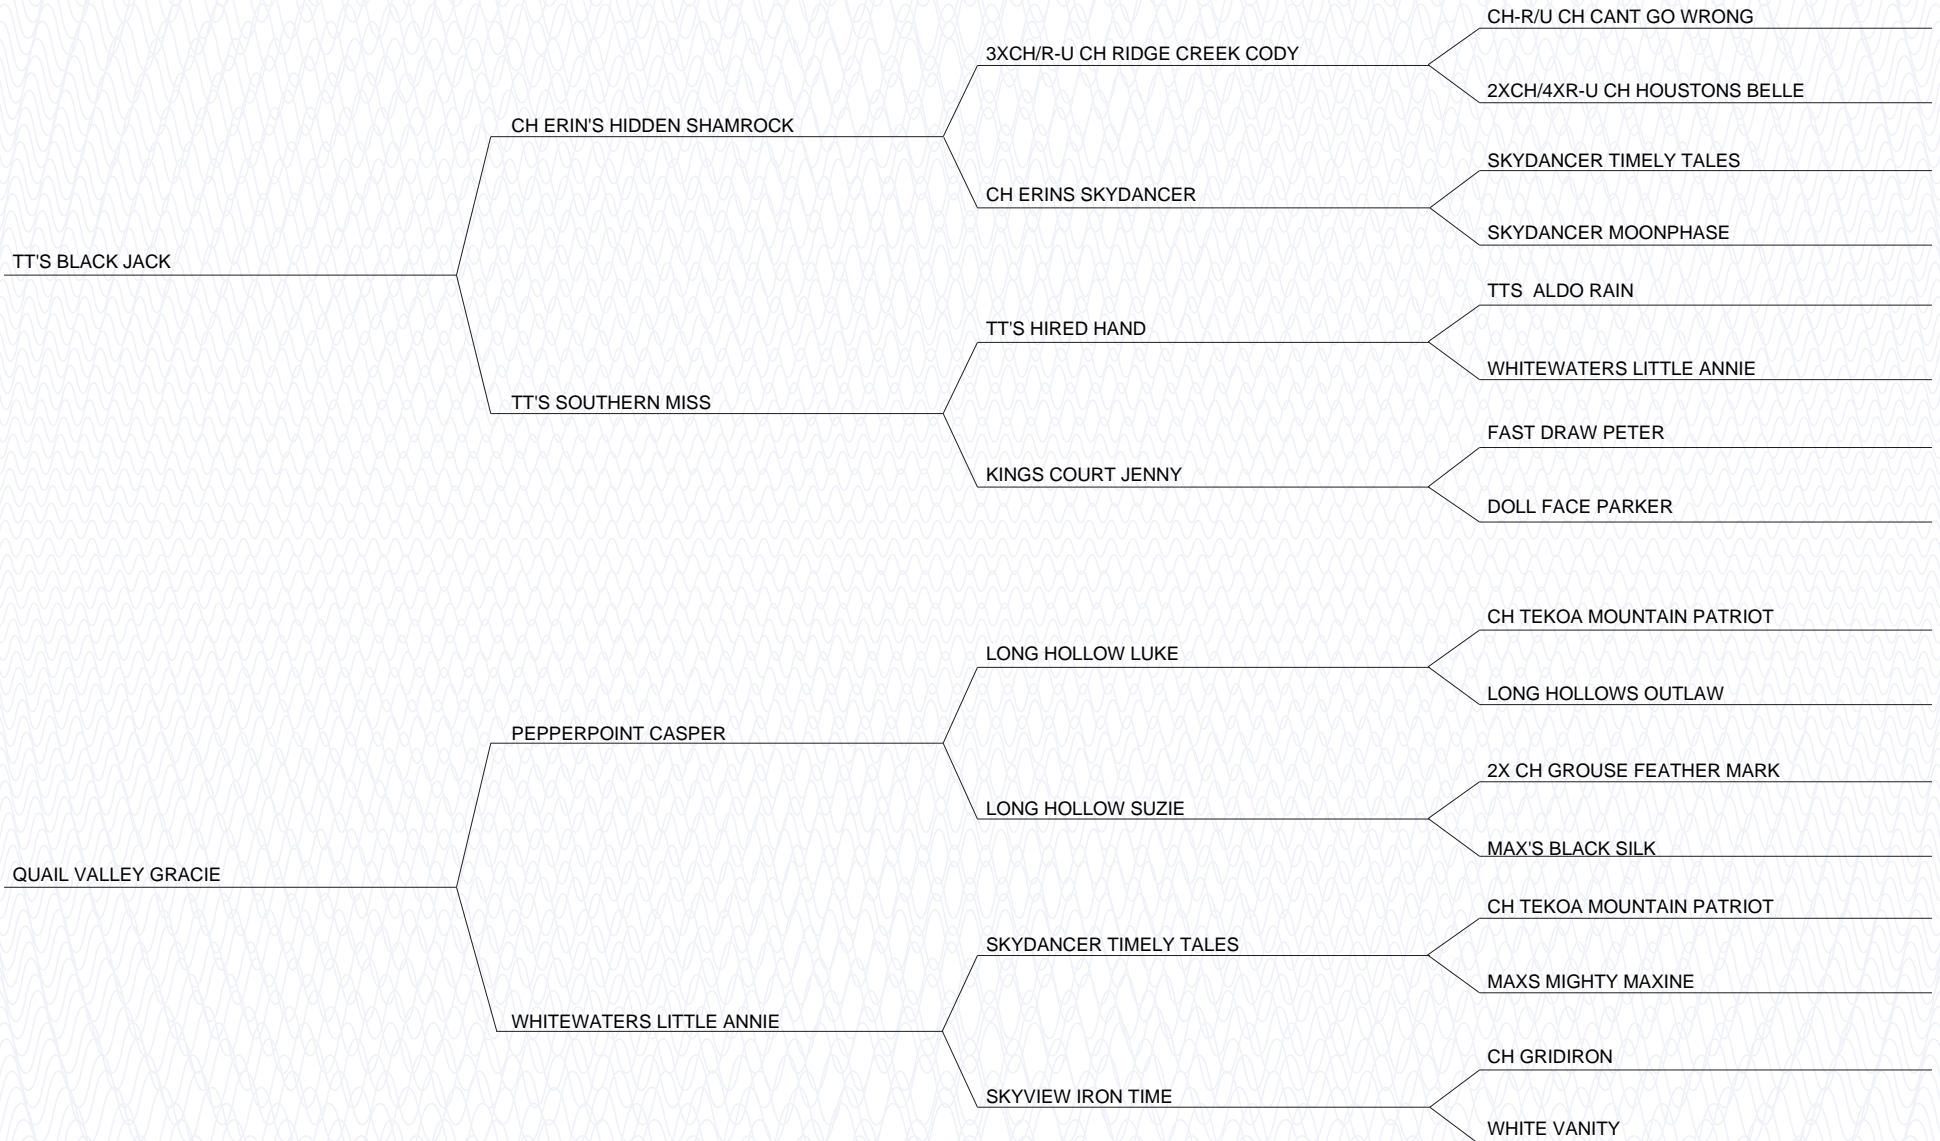 CH-R/U CH CANT GO WRONG
3XCH/R-U CH RIDGE CREEK CODY
2XCH/4XR-U CH HOUSTONS BELLE
CH ERIN'S HIDDEN SHAMROCK
SKYDANCER TIMELY TALES
CH ERINS SKYDANCER
SKYDANCER MOONPHASE
TT'S BLACK JACK
TTS  ALDO RAIN
TT'S HIRED HAND
WHITEWATERS LITTLE ANNIE
TT'S SOUTHERN MISS
FAST DRAW PETER
KINGS COURT JENNY
DOLL FACE PARKER
CH TEKOA MOUNTAIN PATRIOT
LONG HOLLOW LUKE
LONG HOLLOWS OUTLAW
PEPPERPOINT CASPER
2X CH GROUSE FEATHER MARK
LONG HOLLOW SUZIE
MAX'S BLACK SILK
QUAIL VALLEY GRACIE
CH TEKOA MOUNTAIN PATRIOT
SKYDANCER TIMELY TALES
MAXS MIGHTY MAXINE
WHITEWATERS LITTLE ANNIE
CH GRIDIRON
SKYVIEW IRON TIME
WHITE VANITY